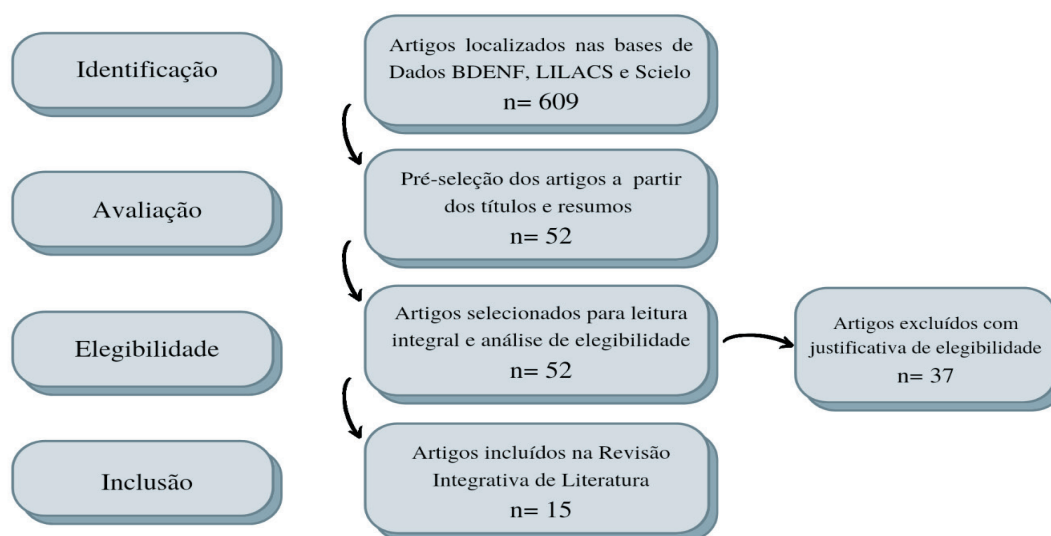 Identificação
Artigos localizados nas bases de
Dados BDENF, LILACS e Scielo
n= 609
Avaliação
Pré-seleção dos artigos a partir
dos títulos e resumos
n= 52
Elegibilidade
Artigos selecionados para leitura
integral e análise de elegibilidade
n= 52
Artigos excluídos com
justificativa de elegibilidade
n= 37
Inclusão
Artigos incluídos na Revisão
Integrativa de Literatura
n= 15